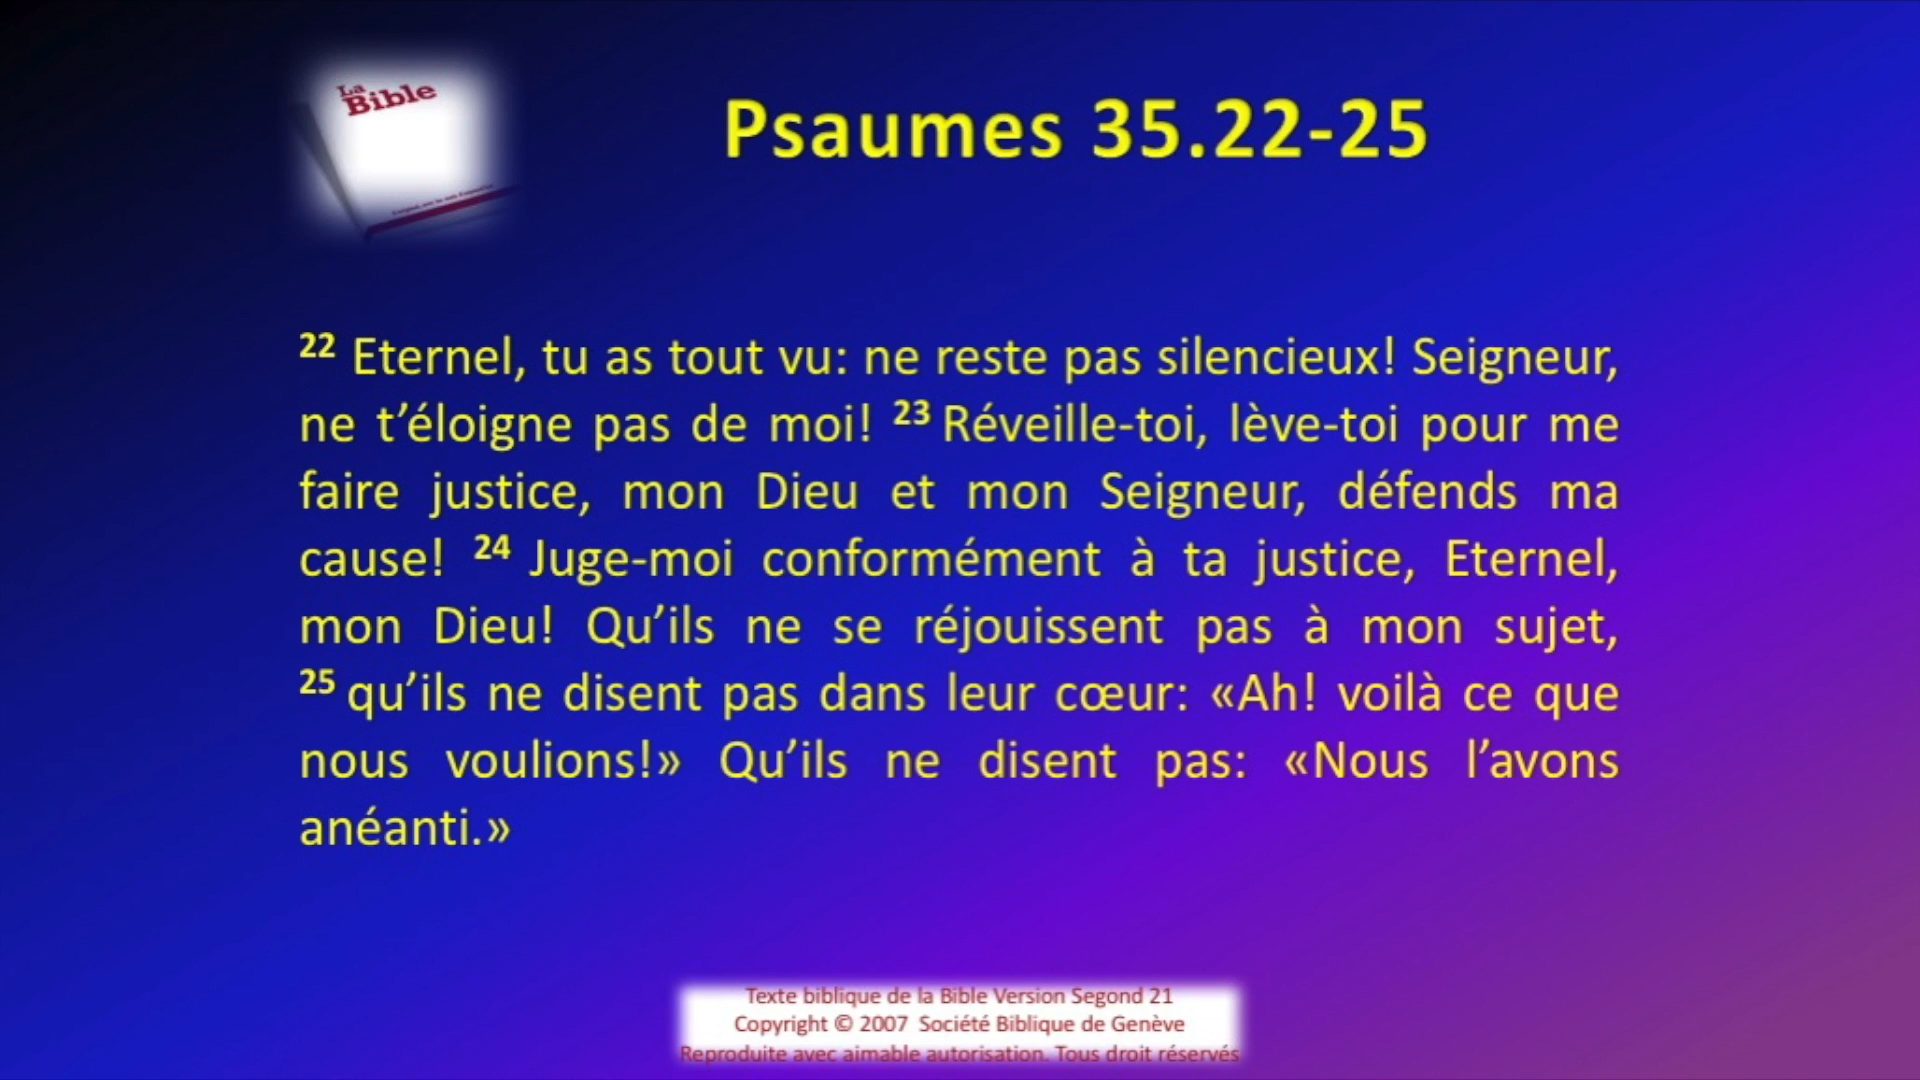 La
Bible
Psaumes 35.22-25
22 Eternel, tu as tout vu: ne reste pas silencieux! Seigneur,
ne t’éloigne pas de moi! 23 Réveille-toi, lève-toi pour me
faire justice, mon Dieu et mon Seigneur, défends ma
cause! 24 Juge-moi conformément à ta justice, Eternel,
mon Dieu! Qu’ils ne se réjouissent pas à mon sujet,
25 qu’ils ne disent pas dans leur cœur: «Ah! voilà ce que
nous voulions!» Qu’ils ne disent pas: «Nous l’avons
anéanti.»
Texte biblique de la Bible Version Segond 21
Copyright © 2007 Société Biblique de Genève
Reproduite avec aimable autorisation. Tous droit réservés